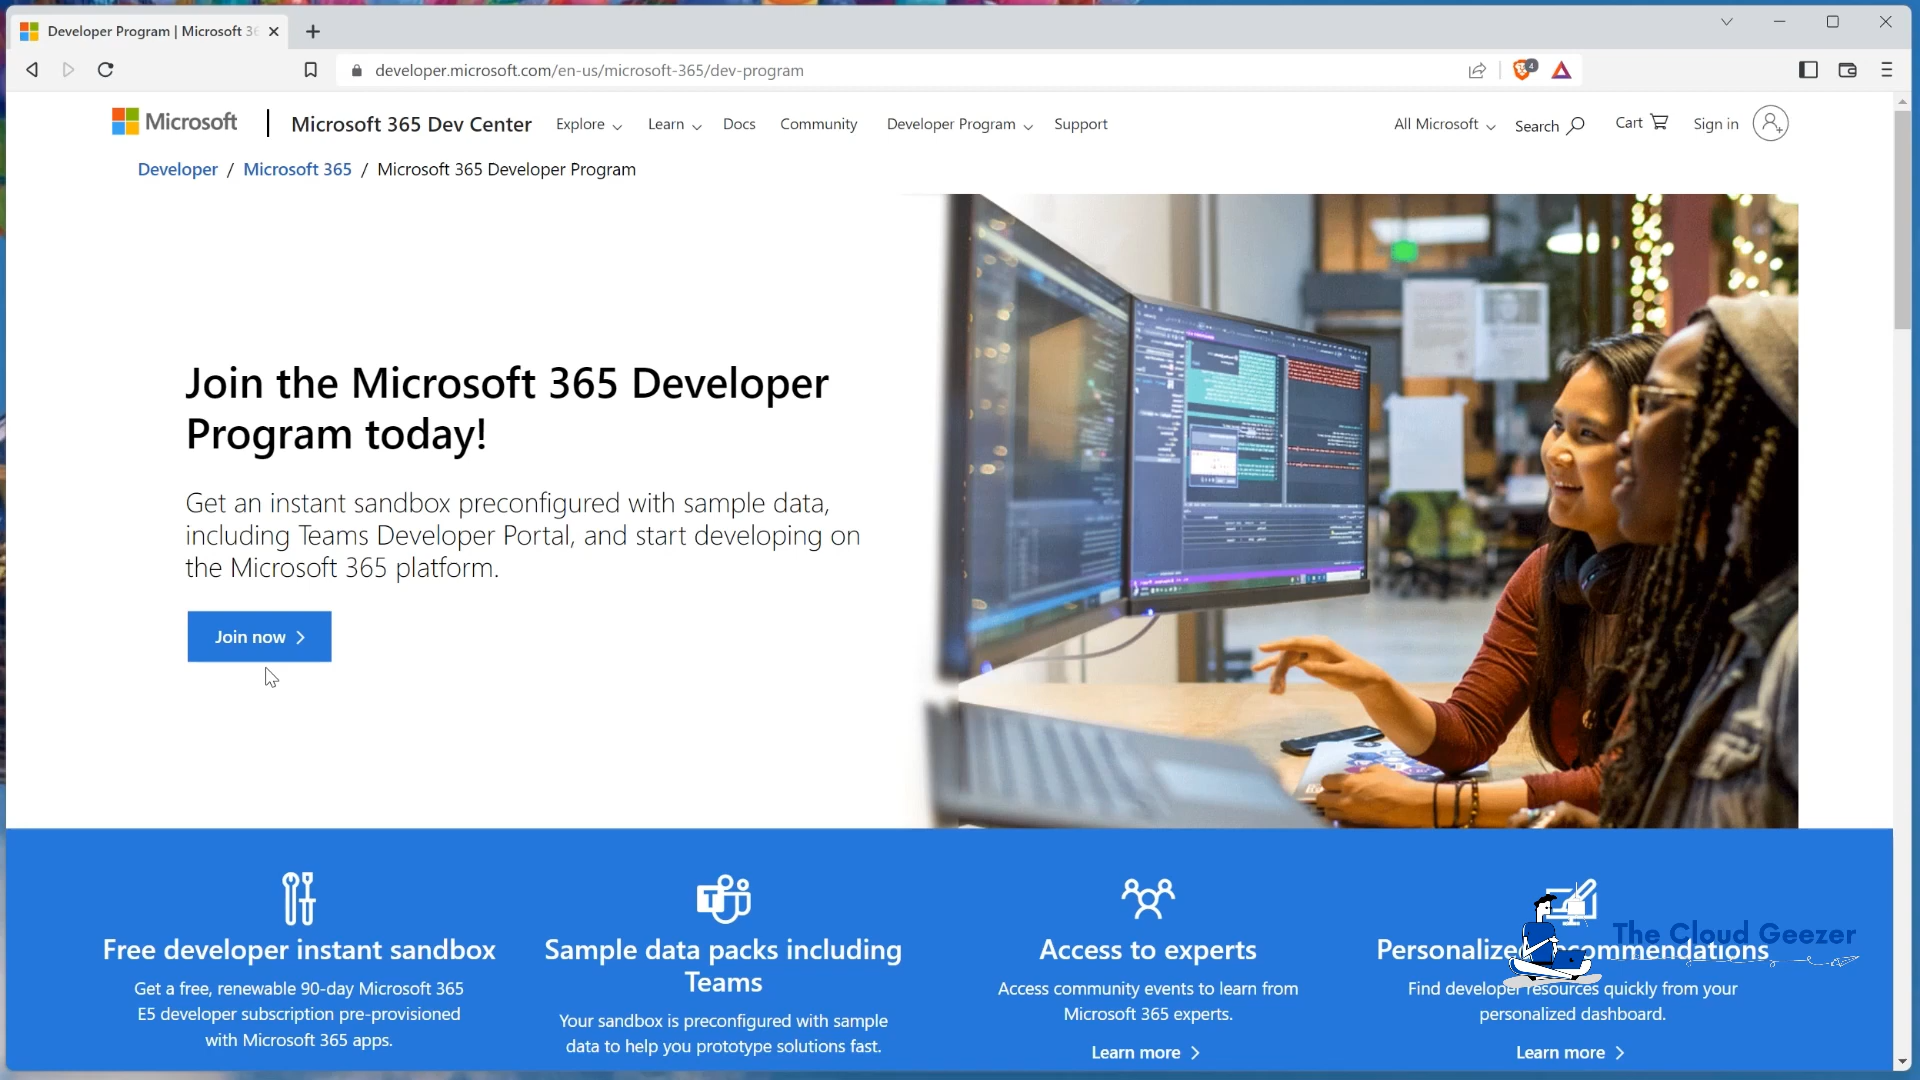 Developer Program | Microsoft 36
developer.microsoft.com/en-us/microsoft-365/dev-program
4
Microsoft
Microsoft 365 Dev Center
Explore
Learn
Docs
Community
Developer Program
Support
All Microsoft
Search
Cart
Sign in
Developer / Microsoft 365 / Microsoft 365 Developer Program
Join the Microsoft 365 Developer
Program today!
Get an instant sandbox preconfigured with sample data,
including Teams Developer Portal, and start developing on
the Microsoft 365 platform.
Join now
Free developer instant sandbox
Get a free, renewable 90-day Microsoft 365
E5 developer subscription pre-provisioned
with Microsoft 365 apps.
T
Sample data packs including
Teams
Your sandbox is preconfigured with sample
data to help you prototype solutions fast.
Access to experts
Access community events to learn from
Microsoft 365 experts.
Learn more
Personalized recommendations
Find developer resources quickly from your
personalized dashboard.
Learn more
The Cloud Geezer